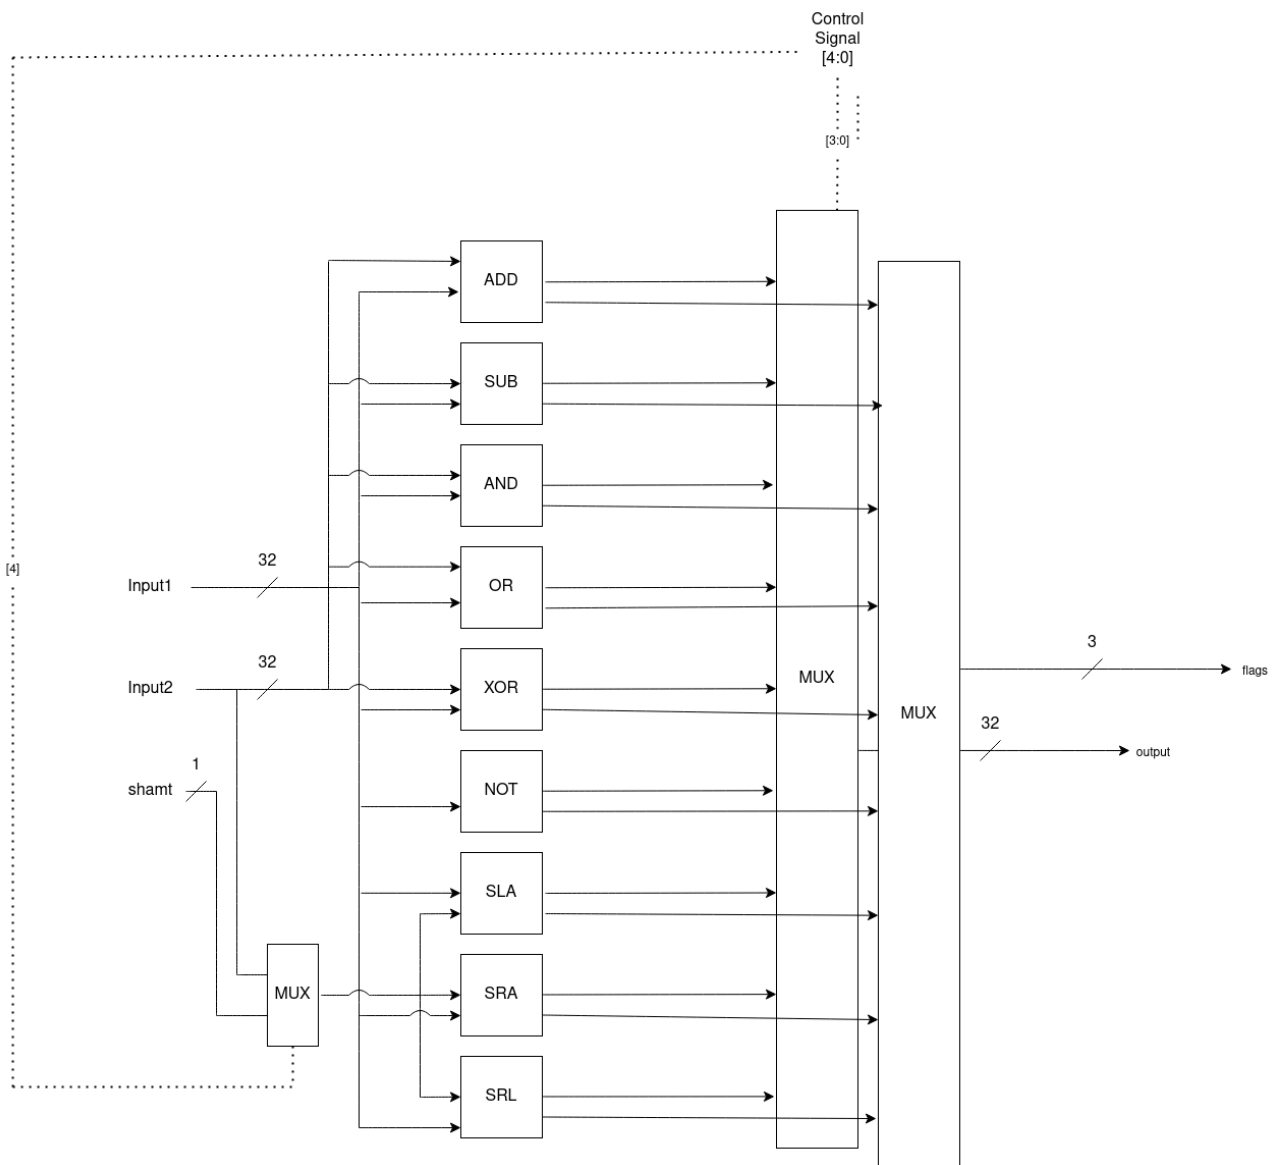 Control
Signal
[4:0]
[3:0]
ADD
SUB
AND
[4]
32
Input1
OR
3
flags
32
Input2
XOR
MUX
MUX
32
output
1
shamt
NOT
SLA
MUX
SRA
SRL